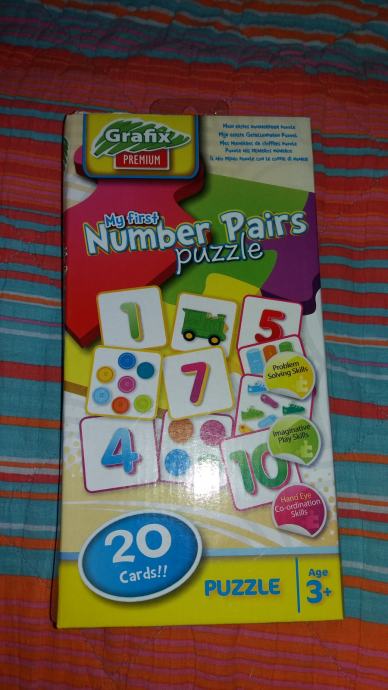 Grafix
PREMIUM
My first
Number Pairs
puzzle
1
5
7
4
10
Problem
Solving Skills
Imaginative
Play Skills
Hand Eye
Co-ordination
Skills
20
Cards!!
PUZZLE
Age
3+